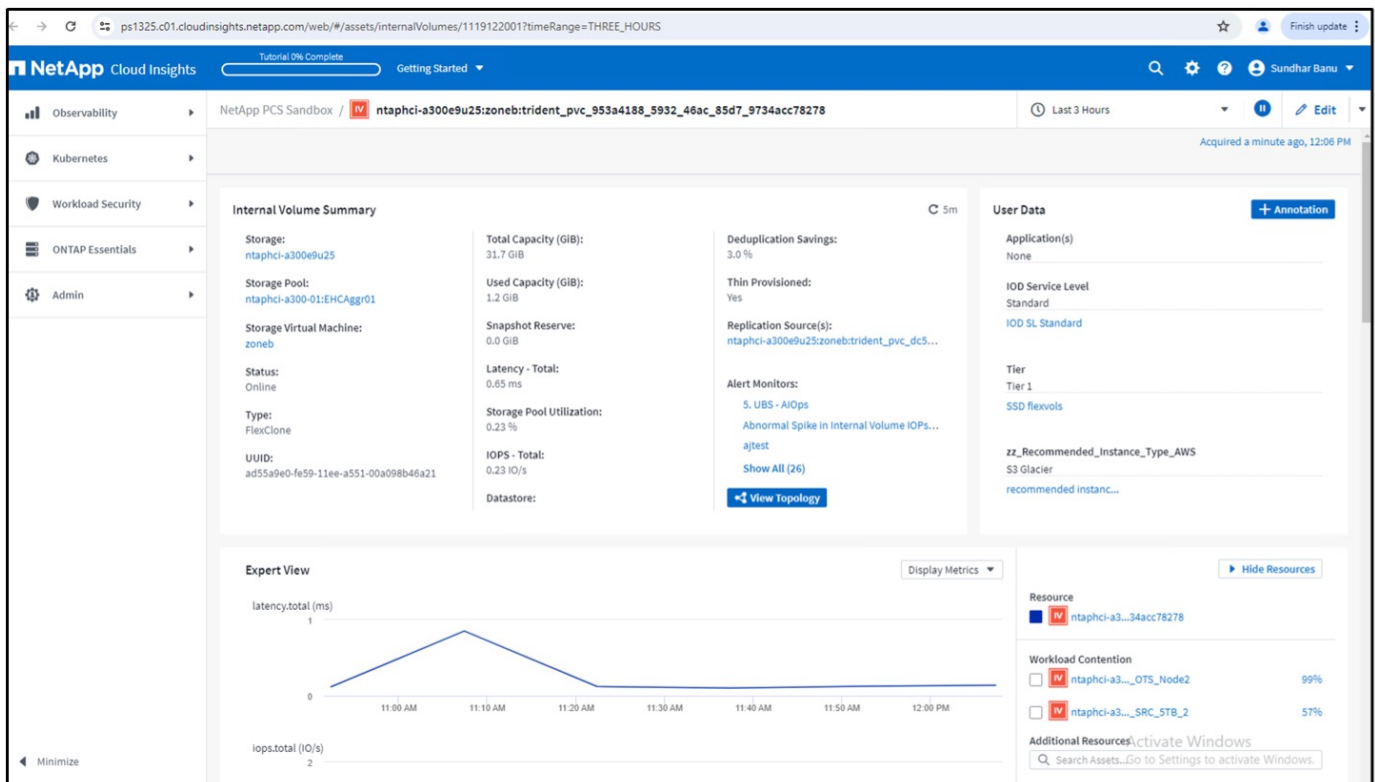 ps1325.c01.cloudinsights.netapp.com/web/#/assets/internalVolumes/1119122001?timeRange=THREE_HOURS
Finish update
NetApp Cloud Insights
Tutorial 0% Complete
Getting Started
Sundhar Banu
Observability
Kubernetes
Workload Security
ONTAP Essentials
Admin
Minimize
NetApp PCS Sandbox / IV ntaphci-a300e9u25:zoneb:trident_pvc_953a4188_5932_46ac_85d7_9734acc78278
Last 3 Hours
Edit
Acquired a minute ago, 12:06 PM
Internal Volume Summary
5m
Storage:
ntaphci-a300e9u25
Storage Pool:
ntaphci-a300-01:EHCAggr01
Storage Virtual Machine:
zoneb
Status:
Online
Type:
FlexClone
UUID:
ad55a9e0-fe59-11ee-a551-00a098b46a21
Total Capacity (GiB):
31.7 GiB
Used Capacity (GiB):
1.2 GiB
Snapshot Reserve:
0.0 GiB
Latency - Total:
0.65 ms
Storage Pool Utilization:
0.23 %
IOPS - Total:
0.23 IO/s
Datastore:
Deduplication Savings:
3.0 %
Thin Provisioned:
Yes
Replication Source(s):
ntaphci-a300e9u25:zoneb:trident_pvc_dc5...
Alert Monitors:
5. UBS - AIOps
Abnormal Spike in Internal Volume IOPs...
ajtest
Show All (26)
View Topology
User Data
+ Annotation
Application(s)
None
IOD Service Level
Standard
IOD SL Standard
Tier
Tier 1
SSD flexvols
zz_Recommended_Instance_Type_AWS
S3 Glacier
recommended instanc...
Expert View
Display Metrics
latency.total (ms)
1
0
11:00 AM 11:10 AM 11:20 AM 11:30 AM 11:40 AM 11:50 AM 12:00 PM
iops.total (IO/s)
2
Hide Resources
Resource
IV ntaphci-a3...34acc78278
Workload Contention
IV ntaphci-a3..._OTS_Node2 99%
IV ntaphci-a3..._SRC_5TB_2 57%
Additional Resources
Activate Windows
Search Assets...
Go to Settings to activate Windows.